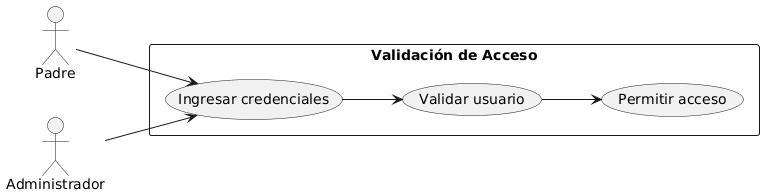 Validación de Acceso
Padre
Ingresar credenciales
Validar usuario
Permitir acceso
Administrador